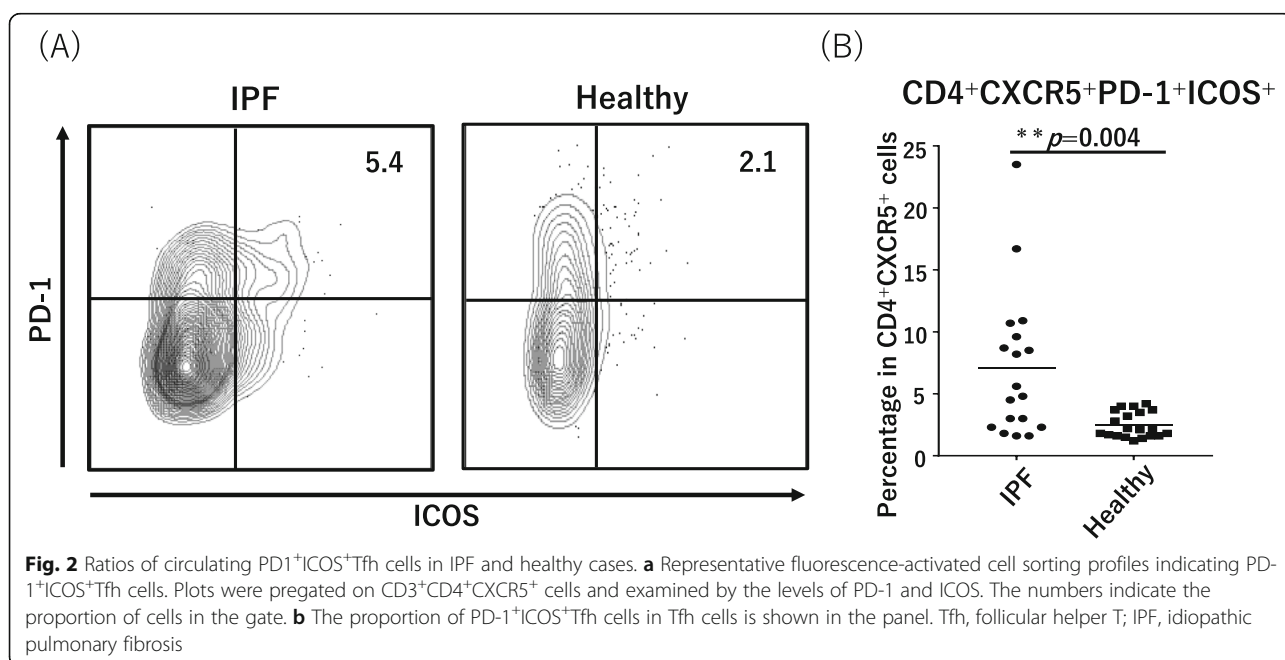 (A)
IPF
Healthy
5.4
2.1
PD-1
ICOS
(B)
CD4⁺CXCR5⁺PD-1⁺ICOS⁺
**p=0.004
Percentage in CD4⁺CXCR5⁺ cells
25
20
15
10
5
0
IPF
Healthy
Fig. 2 Ratios of circulating PD1⁺ICOS⁺Tfh cells in IPF and healthy cases. a Representative fluorescence-activated cell sorting profiles indicating PD-
1⁺ICOS⁺Tfh cells. Plots were pregated on CD3⁺CD4⁺CXCR5⁺ cells and examined by the levels of PD-1 and ICOS. The numbers indicate the
proportion of cells in the gate. b The proportion of PD-1⁺ICOS⁺Tfh cells in Tfh cells is shown in the panel. Tfh, follicular helper T; IPF, idiopathic
pulmonary fibrosis